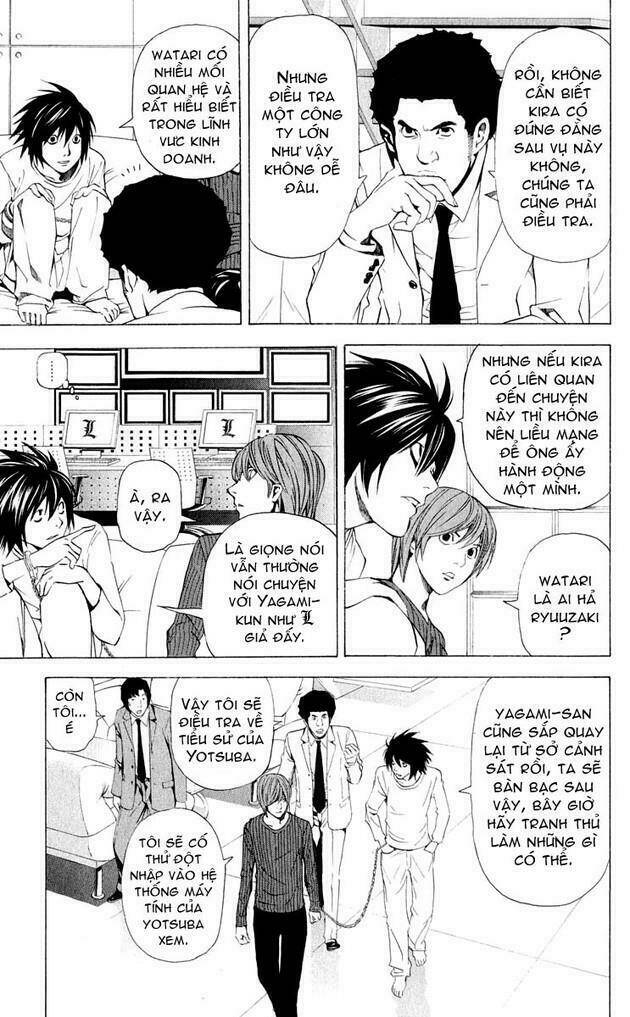 RỒI, KHÔNG
CẦN BIẾT
KIRA CÓ
ĐỨNG ĐẰNG
SAU VỤ NÀY
KHÔNG,
CHÚNG TA
CŨNG PHẢI
ĐIỀU TRA.
NHƯNG
ĐIỀU TRA
MỘT CÔNG
TY LỚN
NHƯ VẬY
KHÔNG DỄ
ĐÂU.
WATARI CÓ
NHIỀU MỐI
QUAN HỆ VÀ
RẤT HIỂU BIẾT
TRONG LĨNH
VỰC KINH
DOANH.
NHƯNG NẾU KIRA
CÓ LIÊN QUAN
ĐẾN CHUYỆN
NÀY THÌ KHÔNG
NÊN LIỀU MẠNG
ĐỂ ÔNG ẤY
HÀNH ĐỘNG
MỘT MÌNH.
WATARI
LÀ AI HẢ
RYUUZAKI
?
......
L
L
LÀ GIỌNG NÓI
VẪN THƯỜNG
NÓI CHUYỆN
VỚI YAGAMI-
KUN NHƯ L
GIẢ ĐẤY.
À, RA
VẬY.
YAGAMI-SAN
CŨNG SẮP QUAY
LẠI TỪ SỞ CẢNH
SÁT RỒI, TA SẼ
BÀN BẠC SAU
VẬY, BÂY GIỜ
HÃY TRANH THỦ
LÀM NHỮNG GÌ
CÓ THỂ.
VẬY TÔI SẼ
ĐIỀU TRA VỀ
TIỂU SỬ CỦA
YOTSUBA.
CÒN
TÔI...
É
TÔI SẼ CỐ
THỬ ĐỘT
NHẬP VÀO HỆ
THỐNG MÁY
TÍNH CỦA
YOTSUBA
XEM.